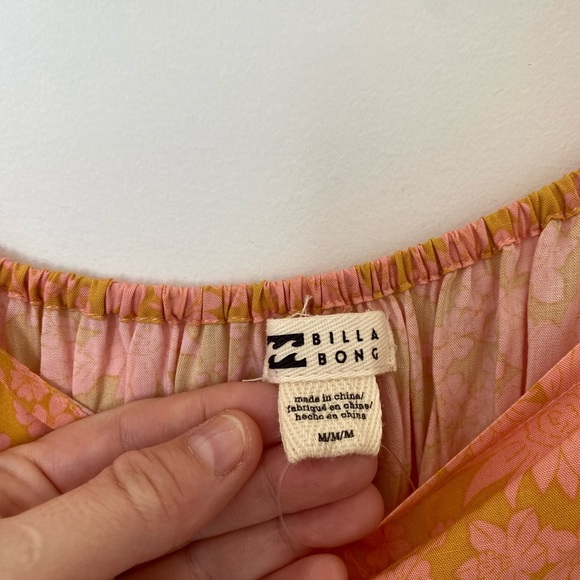 BILLA
BONG
made in china/
fabriqué en chine/
hecho en china
M/M/M